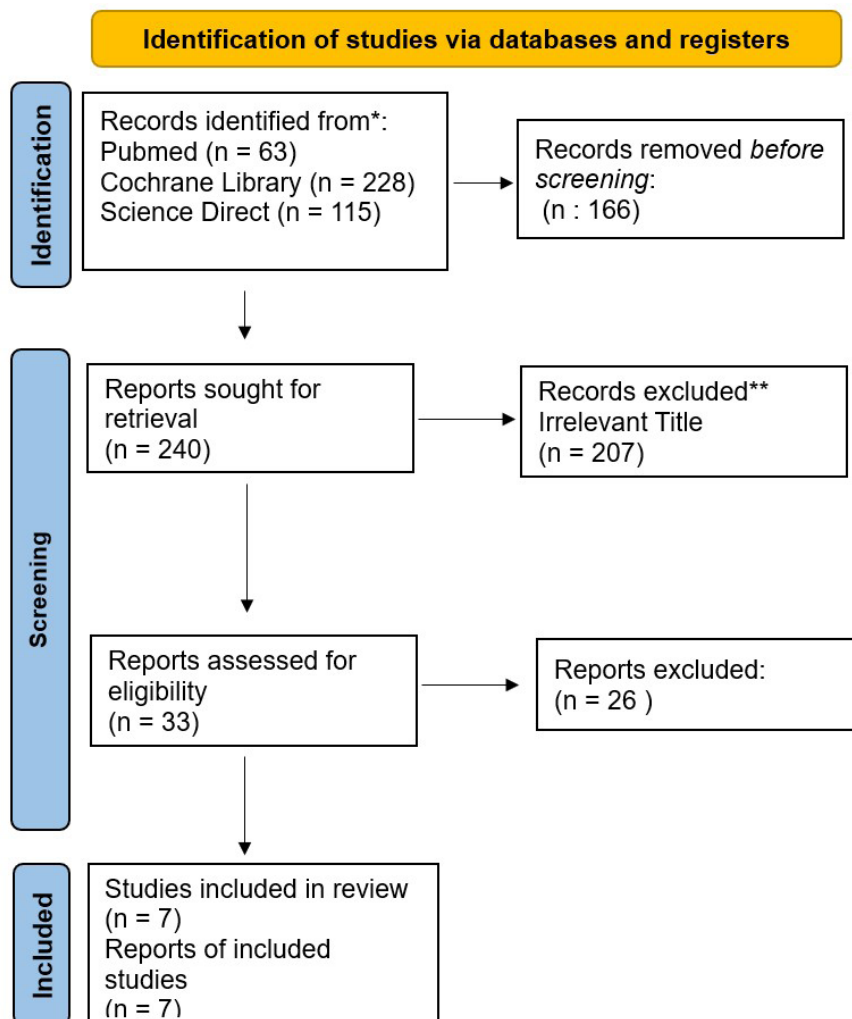 Identification of studies via databases and registers
Identification
Records identified from*:
Pubmed (n = 63)
Cochrane Library (n = 228)
Science Direct (n = 115)
Records removed before
screening:
(n : 166)
Screening
Reports sought for
retrieval
(n = 240)
Records excluded**
Irrelevant Title
(n = 207)
Reports assessed for
eligibility
(n = 33)
Reports excluded:
(n = 26 )
Included
Studies included in review
(n = 7)
Reports of included
studies
(n = 7)